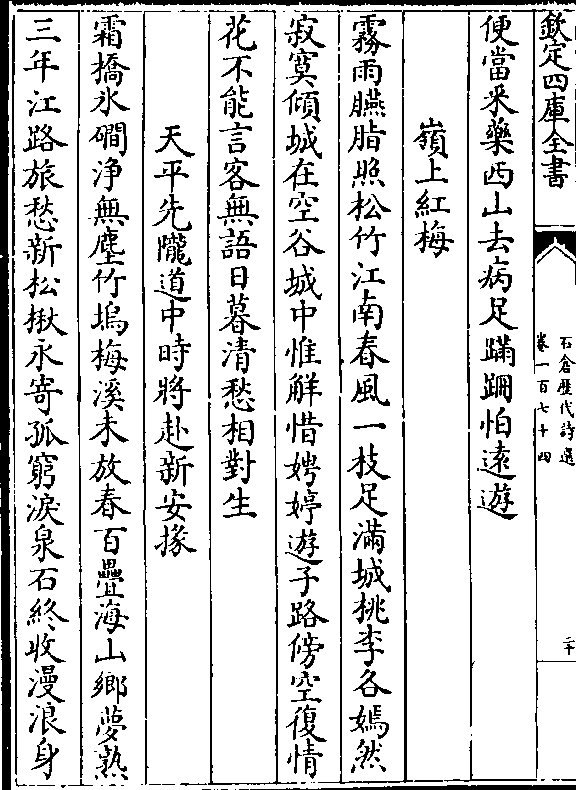 欽定四庫全書
石倉歴代詩選
卷一百七十四
二十
便當采藥西山去病足蹣跚怕逺遊
嶺上紅梅
霧雨臙脂照松竹江南春風一枝足滿城桃李各嫣然
寂寞傾城在空谷城中惟解惜娉婷遊子路傍空復情
花不能言客無語日暮清愁相對生
天平先隴道中時將赴新安掾
霜橋氷磵浄無塵竹塢梅溪未放春百疊海山鄉夢熟
三年江路旅愁新松楸永寄孤窮淚泉石終收漫浪身